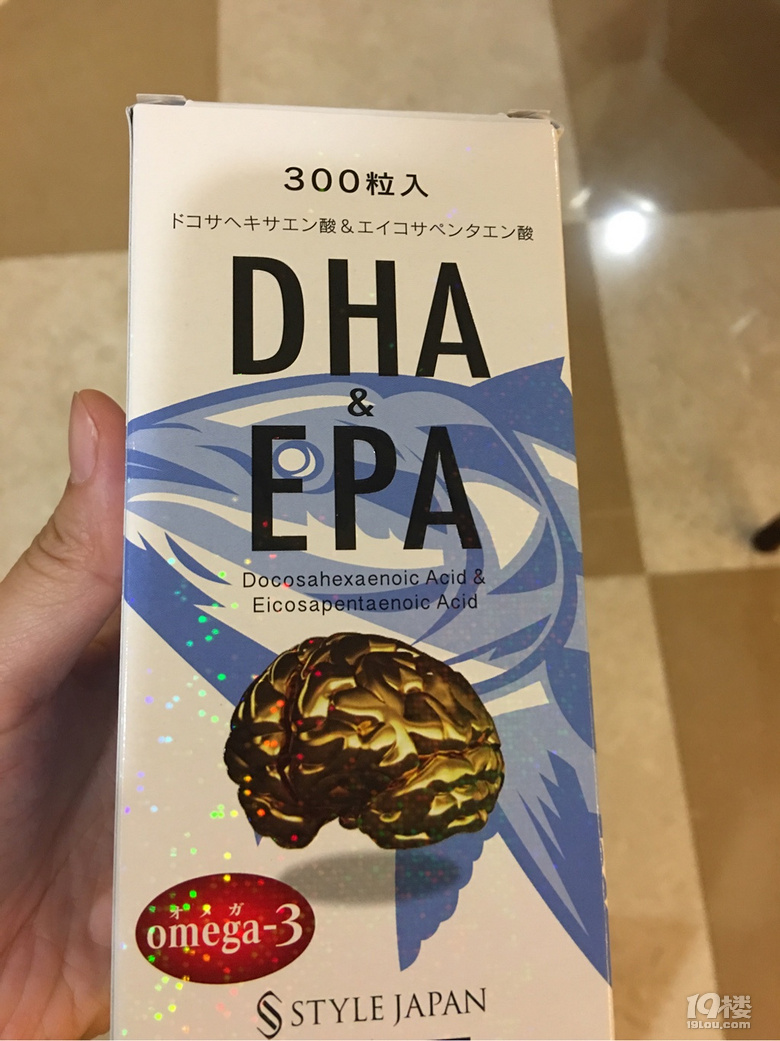 300粒入
ドコサヘキサエン酸&エイコサペンタエン酸
DHA
&
EPA
Docosahexaenoic Acid &
Eicosapentaenoic Acid
オメガ
omega-3
STYLE JAPAN
19楼
19lou.com